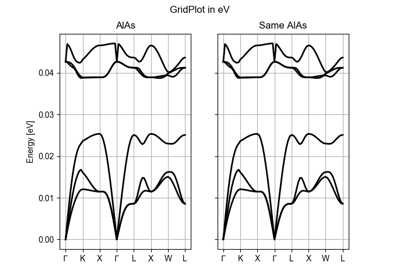 GridPlot in eV
AlAs
Same AlAs
Energy [eV]
0.04
0.03
0.02
0.01
0.00
Γ K X Γ L X W L
Γ K X Γ L X W L